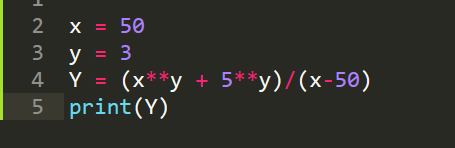 2 x = 50
3 y = 3
4 Y = (x**y + 5**y)/(x-50)
5 print(Y)